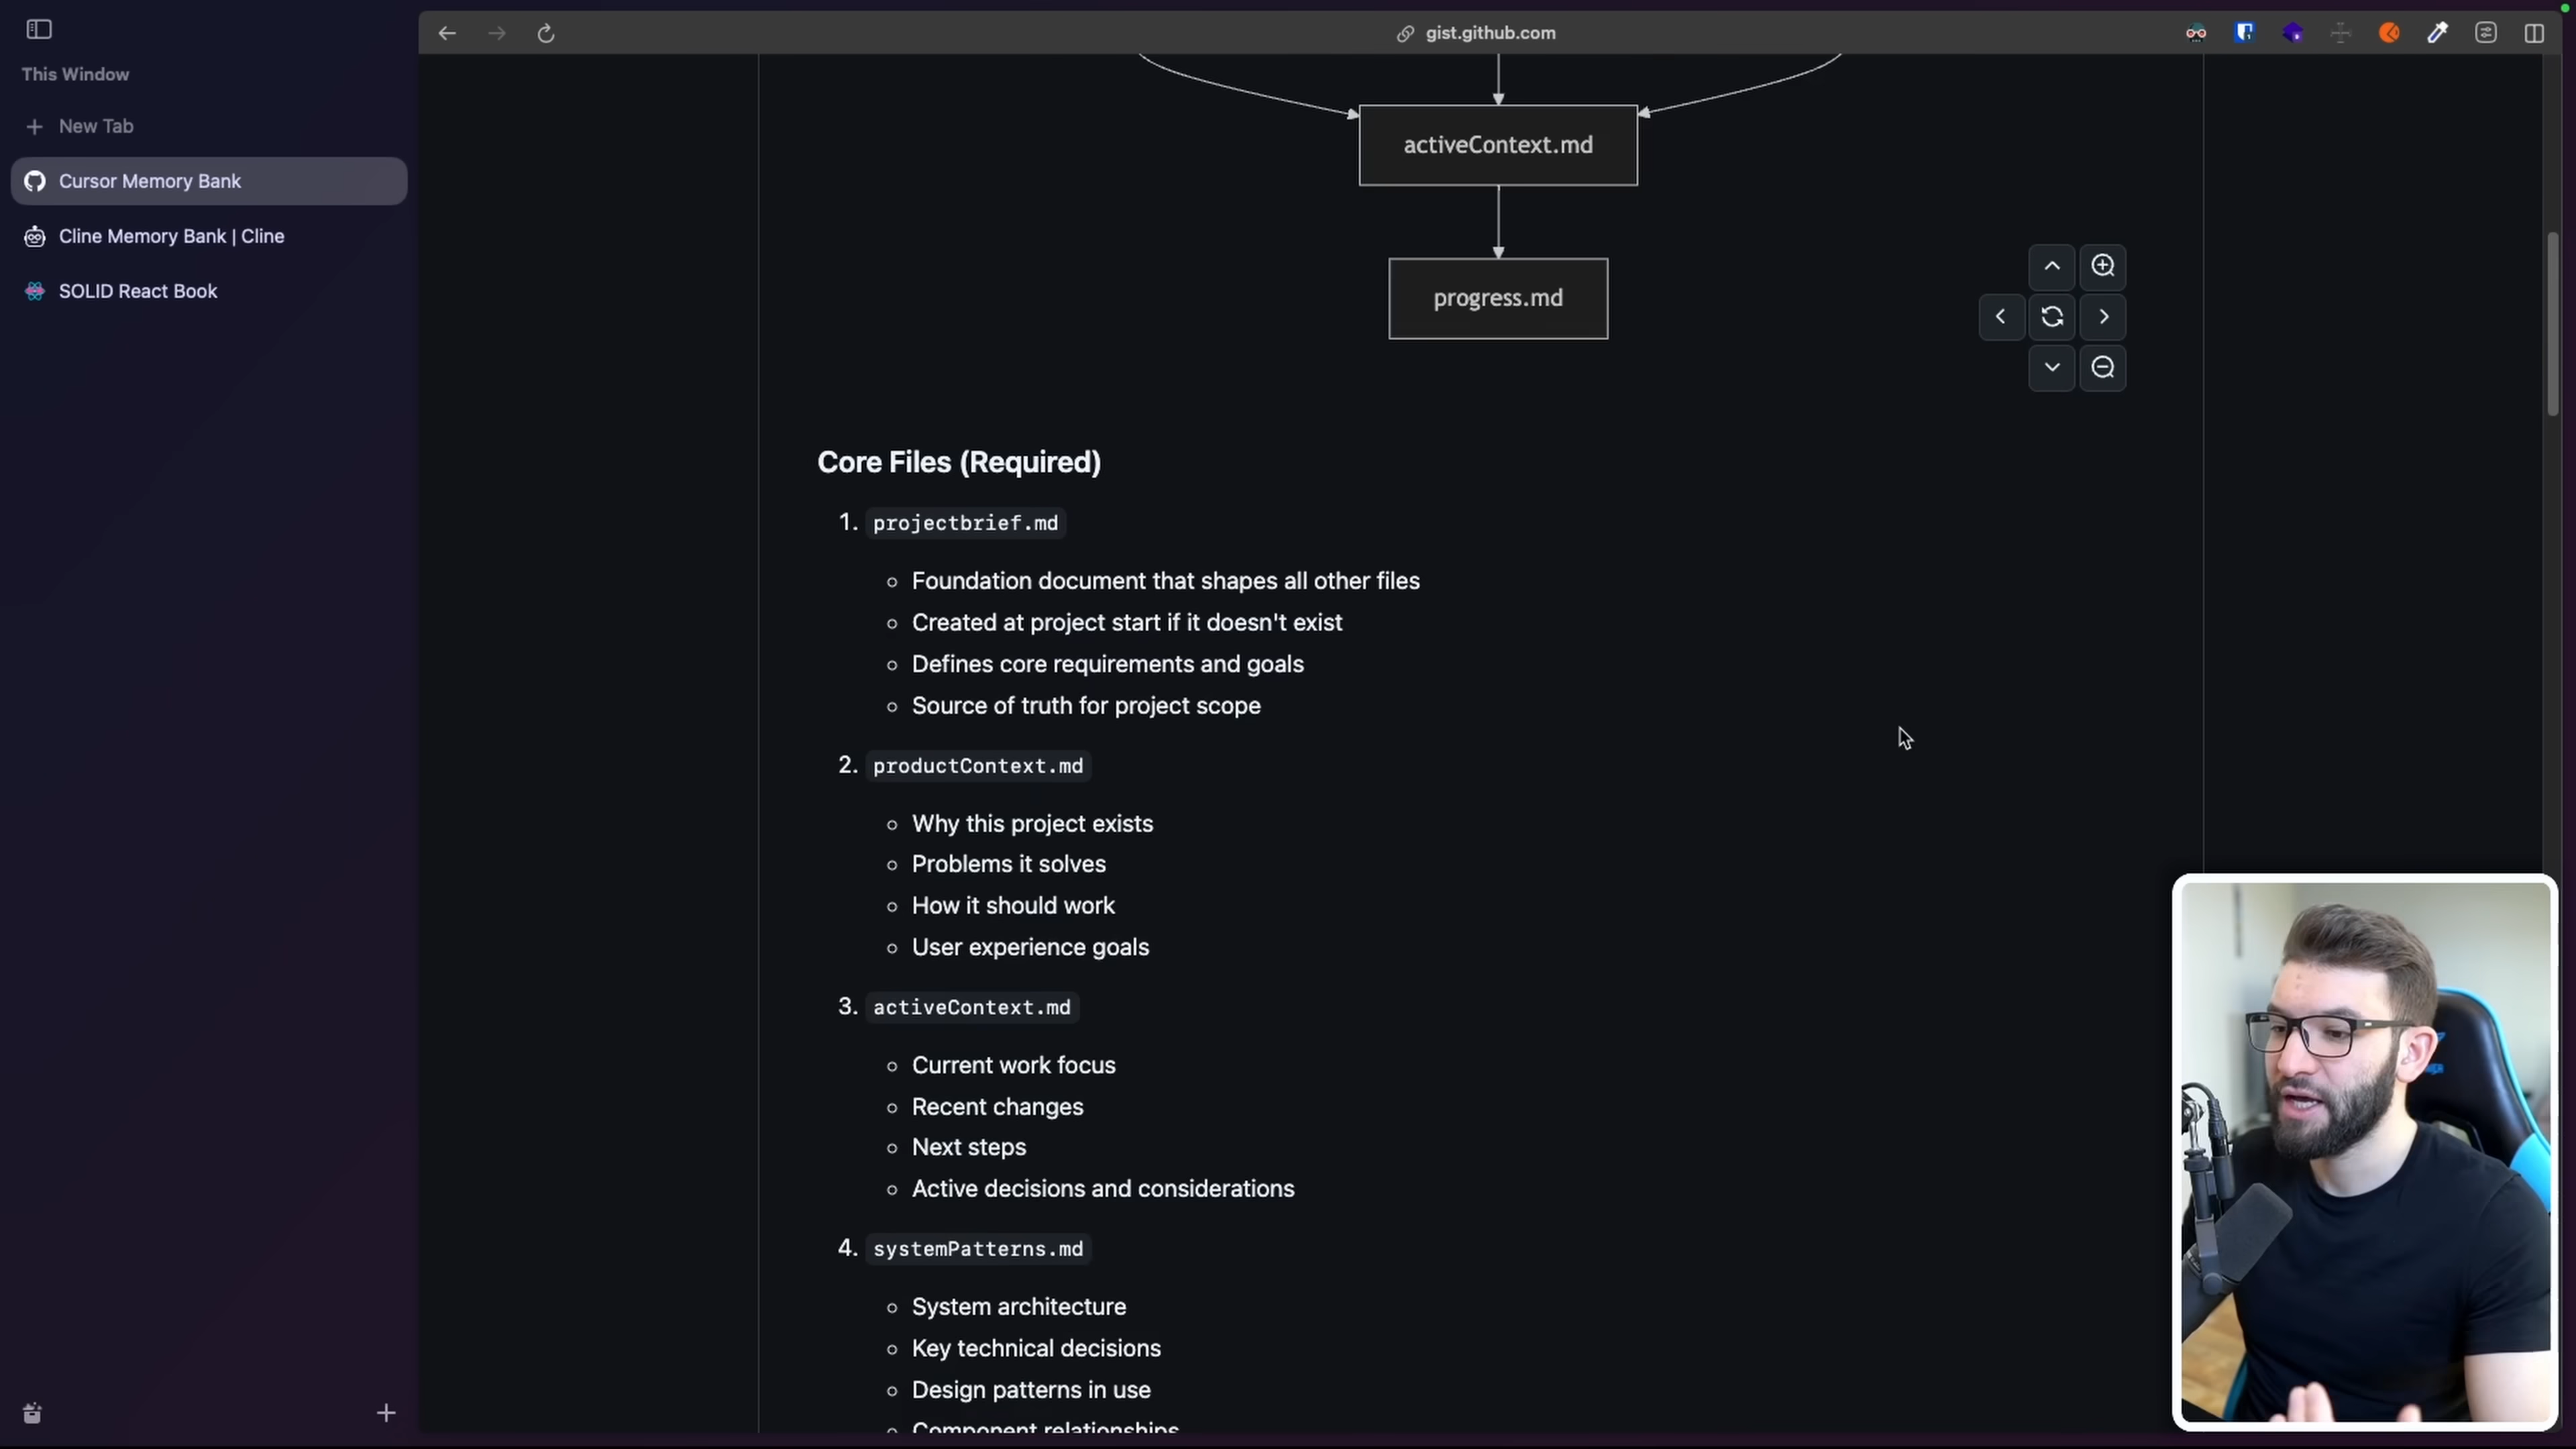 This Window
gist.github.com
New Tab
Cursor Memory Bank
Cline Memory Bank | Cline
SOLID React Book
activeContext.md
progress.md
Core Files (Required)
1. projectbrief.md
Foundation document that shapes all other files
Created at project start if it doesn't exist
Defines core requirements and goals
Source of truth for project scope
2. productContext.md
Why this project exists
Problems it solves
How it should work
User experience goals
3. activeContext.md
Current work focus
Recent changes
Next steps
Active decisions and considerations
4. systemPatterns.md
System architecture
Key technical decisions
Design patterns in use
Component relationships